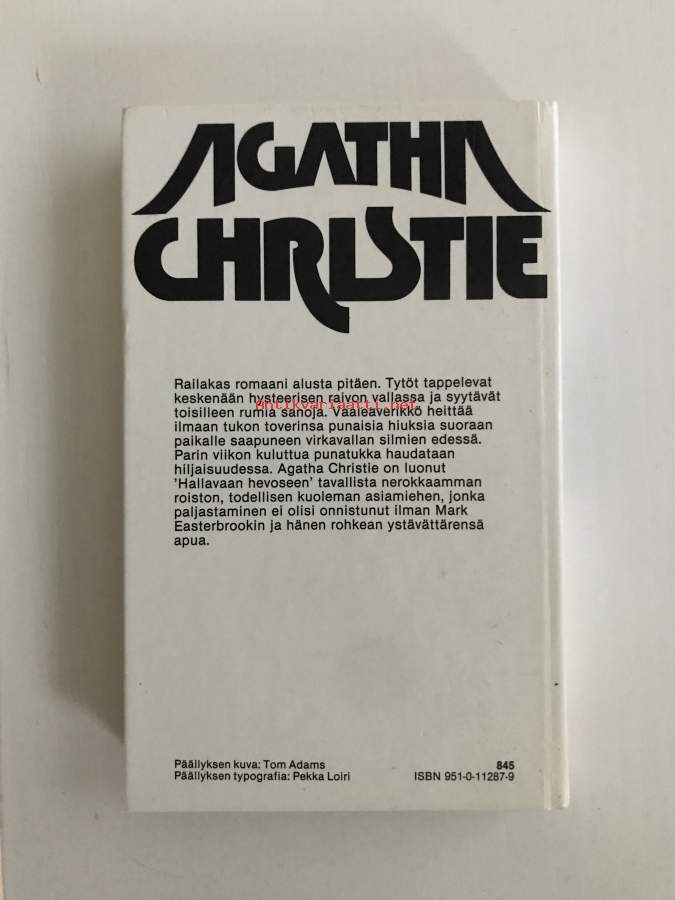 AGATHA
CHRISTIE
Railakas romaani alusta pitäen. Tytöt tappelevat
keskenään hysteerisen raivon vallassa ja syytävät
antikvariaatti.net
toisilleen rumia sanoja. Vaaleaverikkö heittää
ilmaan tukon toverinsa punaisia hiuksia suoraan
paikalle saapuneen virkavallan silmien edessä.
Parin viikon kuluttua punatukka haudataan
hiljaisuudessa. Agatha Christie on luonut
'Hallavaan hevoseen' tavallista nerokkaamman
roiston, todellisen kuoleman asiamiehen, jonka
paljastaminen ei olisi onnistunut ilman Mark
Easterbrookin ja hänen rohkean ystävättärensä
apua.
Päällyksen kuva: Tom Adams
Päällyksen typografia: Pekka Loiri
845
ISBN 951-0-11287-9